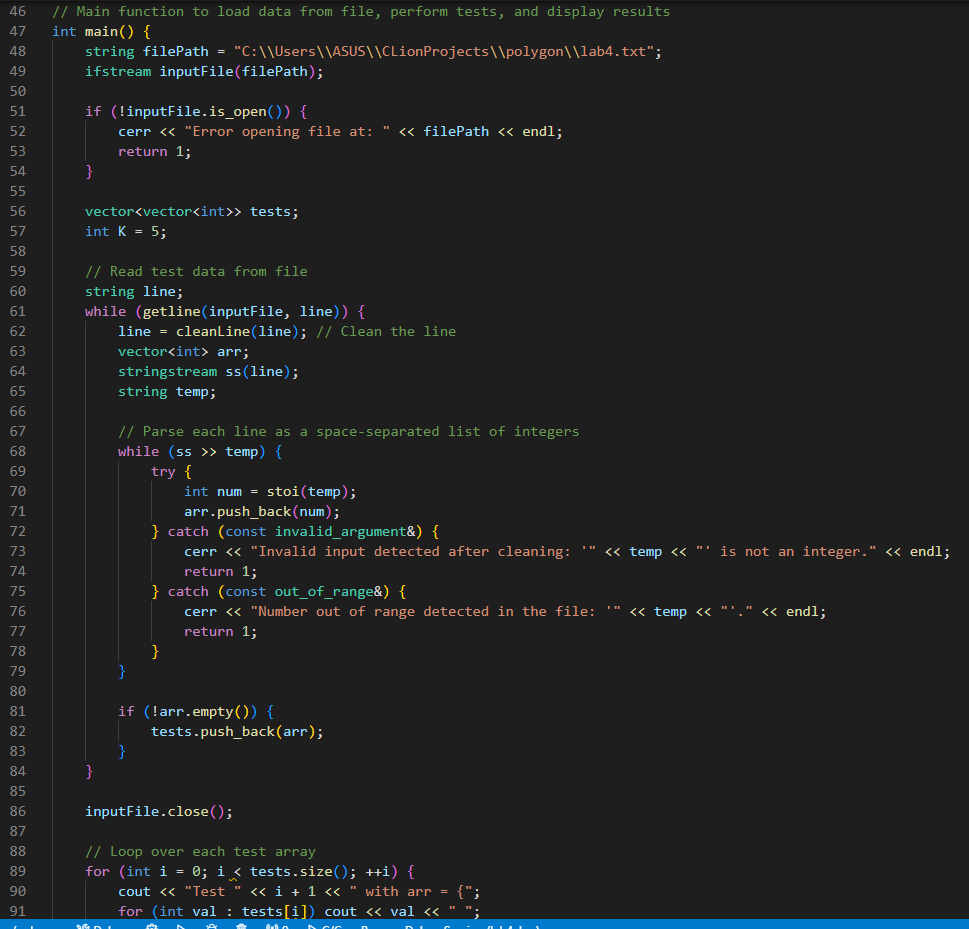 46 // Main function to load data from file, perform tests, and display results
47 int main() {
48 string filePath = "C:\\Users\\ASUS\\CLionProjects\\polygon\\lab4.txt";
49 ifstream inputFile(filePath);
50
51 if (!inputFile.is_open()) {
52 cerr << "Error opening file at: " << filePath << endl;
53 return 1;
54 }
55
56 vector<vector<int>> tests;
57 int K = 5;
58
59 // Read test data from file
60 string line;
61 while (getline(inputFile, line)) {
62 line = cleanLine(line); // Clean the line
63 vector<int> arr;
64 stringstream ss(line);
65 string temp;
66
67 // Parse each line as a space-separated list of integers
68 while (ss >> temp) {
69 try {
70 int num = stoi(temp);
71 arr.push_back(num);
72 } catch (const invalid_argument&) {
73 cerr << "Invalid input detected after cleaning: '" << temp << "' is not an integer." << endl;
74 return 1;
75 } catch (const out_of_range&) {
76 cerr << "Number out of range detected in the file: '" << temp << "'." << endl;
77 return 1;
78 }
79 }
80
81 if (!arr.empty()) {
82 tests.push_back(arr);
83 }
84 }
85
86 inputFile.close();
87
88 // Loop over each test array
89 for (int i = 0; i < tests.size(); ++i) {
90 cout << "Test " << i + 1 << " with arr = {";
91 for (int val : tests[i]) cout << val << " ";